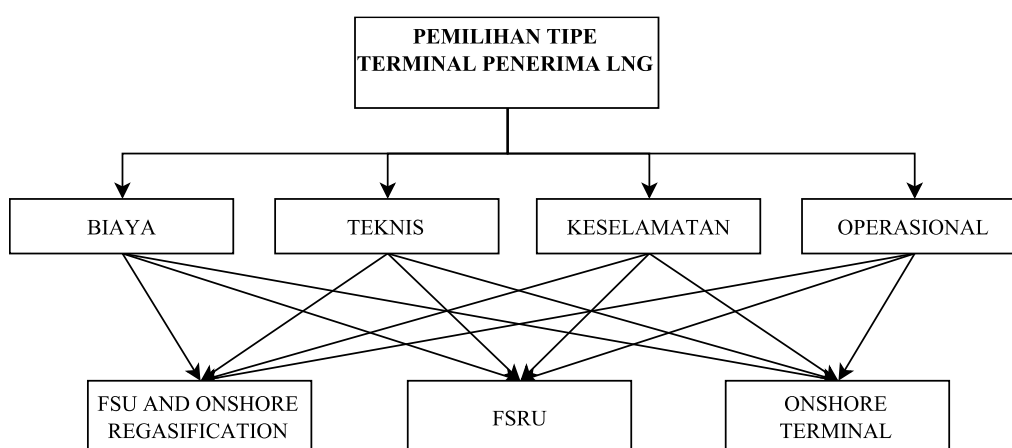 PEMILIHAN TIPE
TERMINAL PENERIMA LNG
BIAYA
TEKNIS
KESELAMATAN
OPERASIONAL
FSU AND ONSHORE
REGASIFICATION
FSRU
ONSHORE
TERMINAL